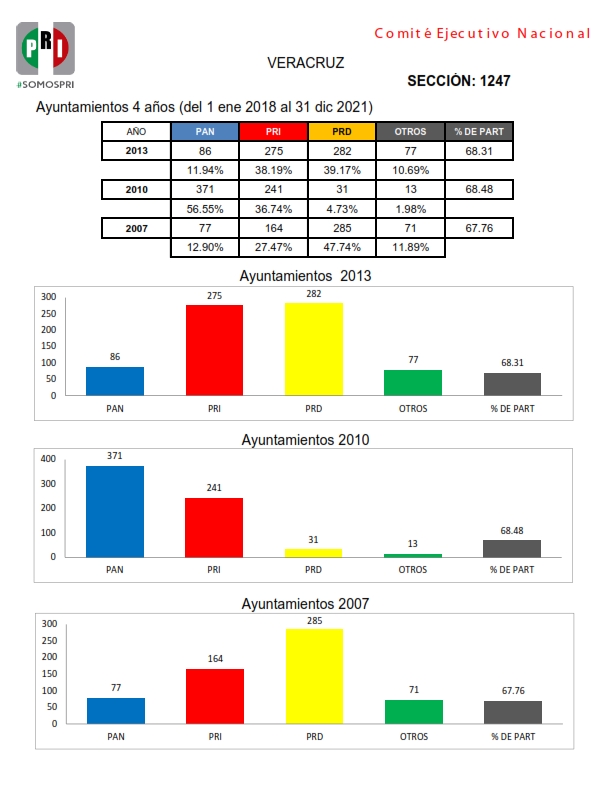 PRI
#SOMOSPRI
Comité Ejecutivo Nacional
VERACRUZ
SECCIÓN: 1247
Ayuntamientos 4 años (del 1 ene 2018 al 31 dic 2021)
AÑO PAN PRI PRD OTROS % DE PART
2013 86 275 282 77 68.31
11.94% 38.19% 39.17% 10.69%
2010 371 241 31 13 68.48
56.55% 36.74% 4.73% 1.98%
2007 77 164 285 71 67.76
12.90% 27.47% 47.74% 11.89%
Ayuntamientos 2013
300
250
200
150
100
50
0
86 275 282 77 68.31
PAN PRI PRD OTROS % DE PART
Ayuntamientos 2010
400
300
200
100
0
371 241 31 13 68.48
PAN PRI PRD OTROS % DE PART
Ayuntamientos 2007
300
250
200
150
100
50
0
77 164 285 71 67.76
PAN PRI PRD OTROS % DE PART